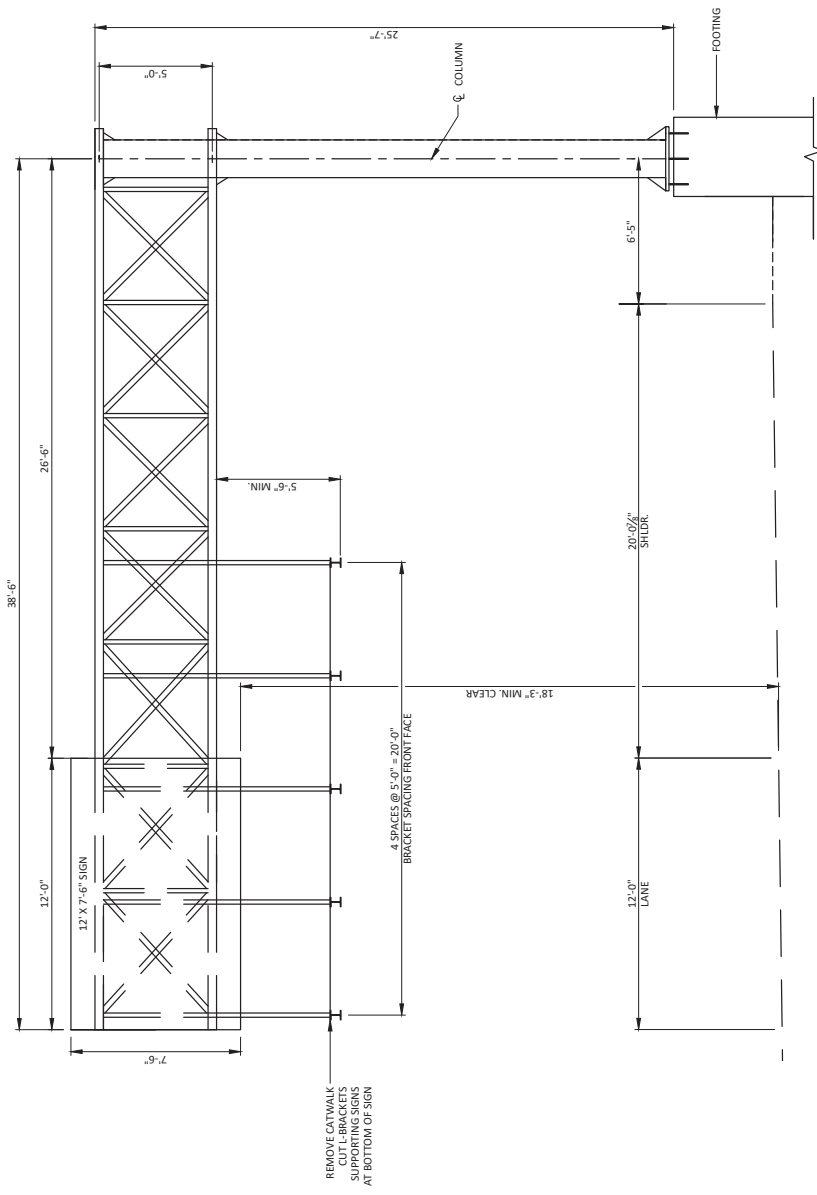 38'-6"
12'-0"
26'-6"
5'-0"
25'-7"
12' X 7'-6" SIGN
7'-6"
5'-6" MIN.
℄ COLUMN
FOOTING
REMOVE CATWALK
CUT L-BRACKETS
SUPPORTING SIGNS
AT BOTTOM OF SIGN
4 SPACES @ 5'-0" = 20'-0"
BRACKET SPACING FRONT FACE
18'-3" MIN. CLEAR
12'-0"
LANE
20'-0⅞"
SHLDR.
6'-5"